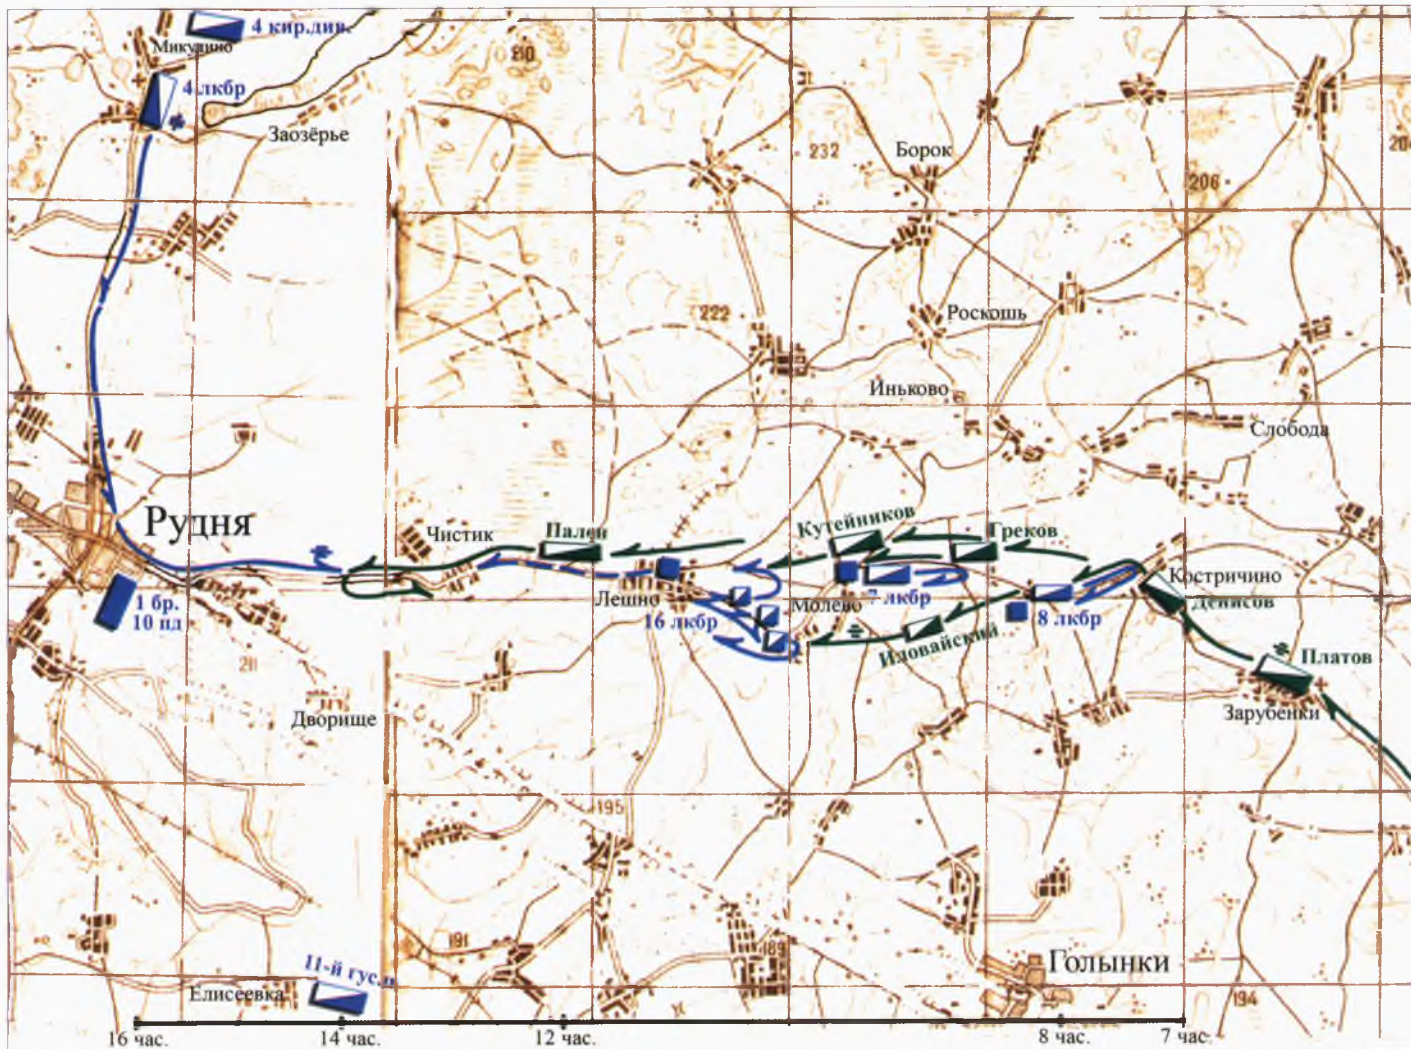 4 кир.див.
Микулино
4 лкбр
80
Заозёрье
232
Борок
206
222
Роскошь
Иньково
Слобода
Рудня
Чистик
Пален
Кутейников
Греков
Костричино
Денисов
Лешно
16 лкбр
Молево
7 лкбр
8 лкбр
Иловайский
Платов
Зарубенки
1 бр.
10 пд
211
Дворище
195
191
189
Голынки
194
11-й гус.п
Елисеевка
16 час.
14 час.
12 час.
8 час.
7 час.